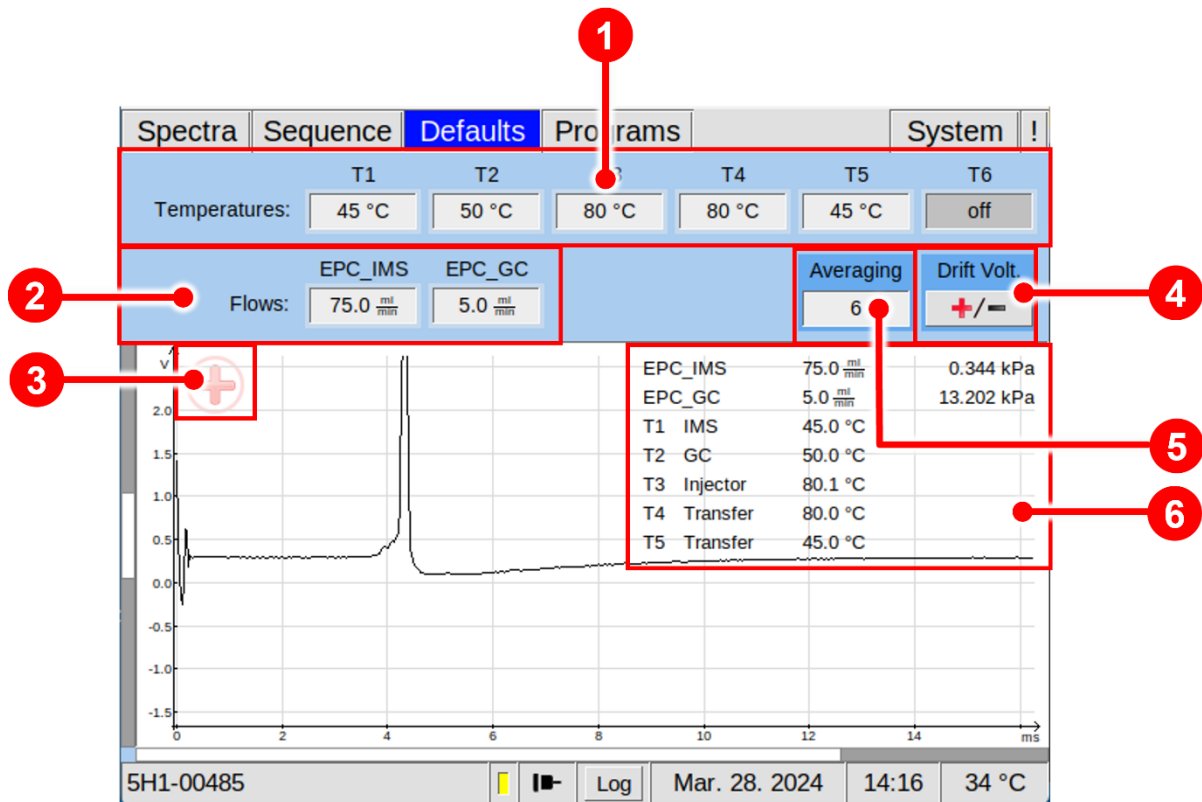 1
Spectra Sequence Defaults Programs System !
T1 T2 3 T4 T5 T6
Temperatures: 45 °C 50 °C 80 °C 80 °C 45 °C off
EPC_IMS EPC_GC Averaging Drift Volt.
2 Flows: 75.0 ml/min 5.0 ml/min 6 +/- 4
3
V
EPC_IMS 75.0 ml/min 0.344 kPa
EPC_GC 5.0 ml/min 13.202 kPa
T1 IMS 45.0 °C
T2 GC 50.0 °C 5
T3 Injector 80.1 °C
T4 Transfer 80.0 °C 6
T5 Transfer 45.0 °C
2.0
1.5
1.0
0.5
0.0
-0.5
-1.0
-1.5
0 2 4 6 8 10 12 14 ms
5H1-00485 Log Mar. 28. 2024 14:16 34 °C